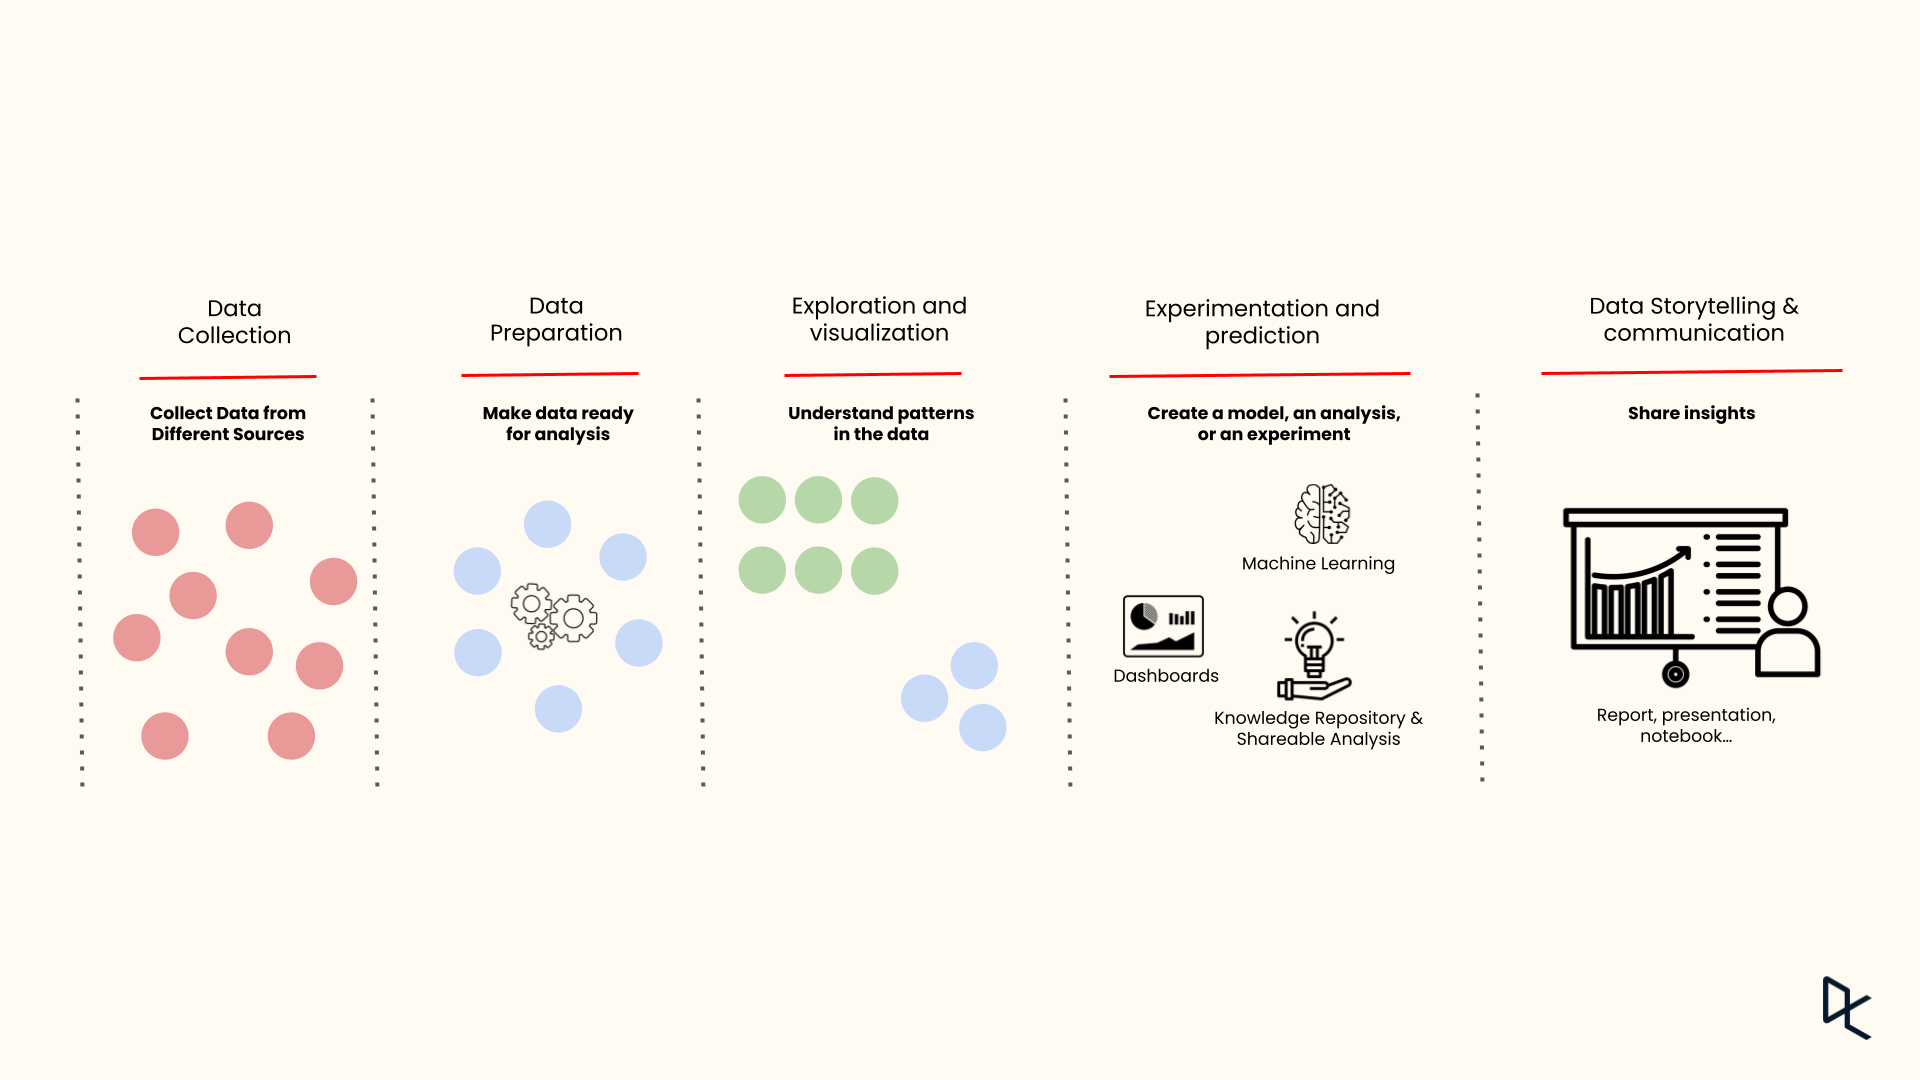 Data
Collection
Collect Data from
Different Sources
Data
Preparation
Make data ready
for analysis
Exploration and
visualization
Understand patterns
in the data
Experimentation and
prediction
Create a model, an analysis,
or an experiment
Machine Learning
Dashboards
Knowledge Repository &
Shareable Analysis
Data Storytelling &
communication
Share insights
Report, presentation,
notebook...